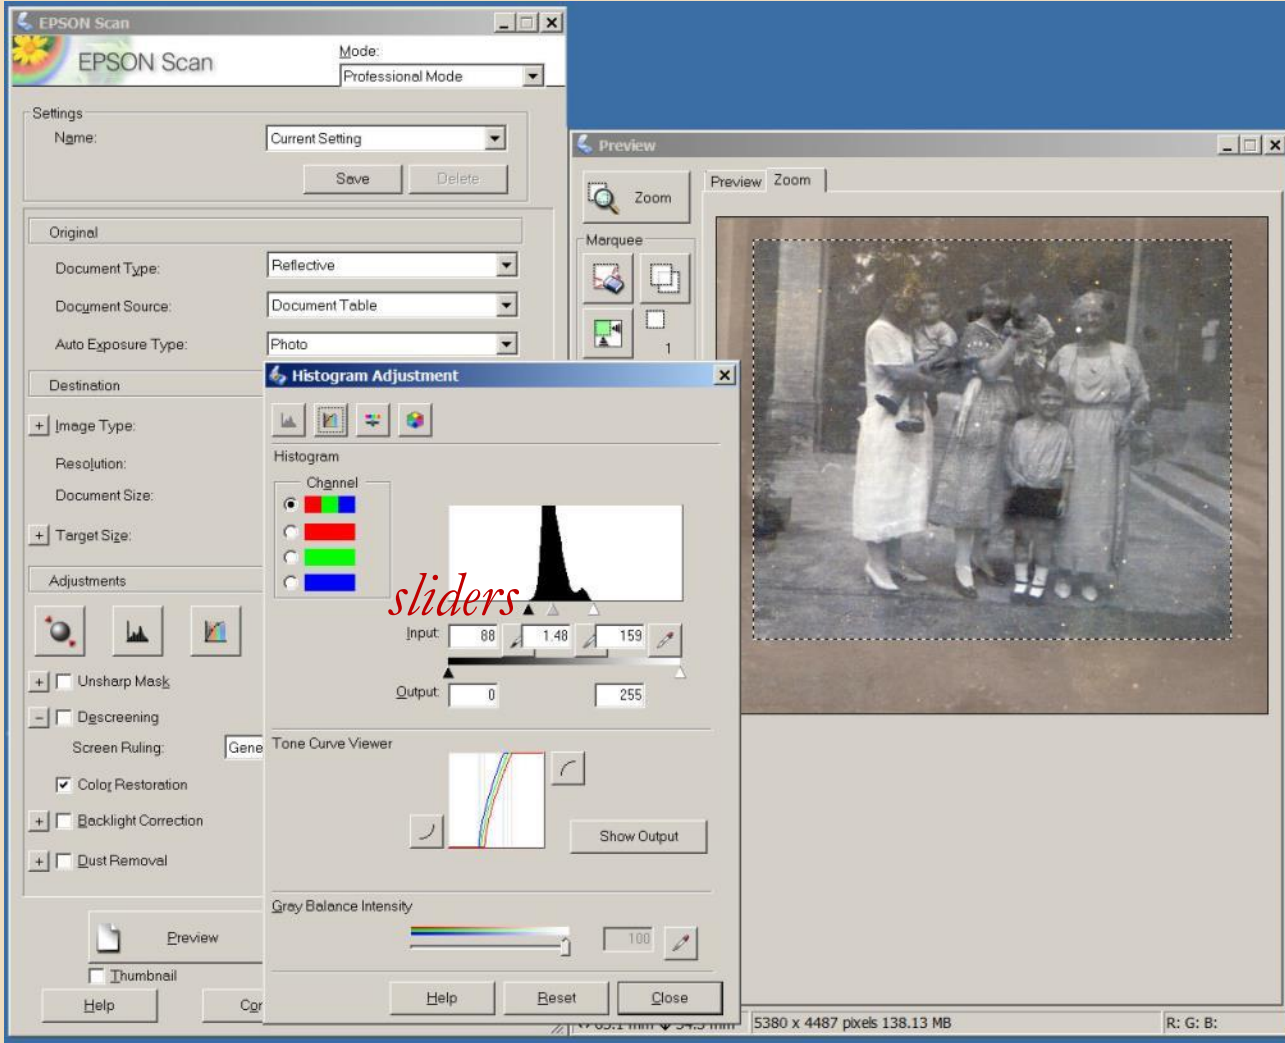 EPSON Scan
EPSON Scan
Mode:
Professional Mode
Settings
Name:
Current Setting
Save
Delete
Original
Document Type:
Reflective
Document Source:
Document Table
Auto Exposure Type:
Photo
Destination
Image Type:
Resolution:
Document Size:
Target Size:
Adjustments
Unsharp Mask
Descreening
Screen Ruling:
Gene
Color Restoration
Backlight Correction
Dust Removal
Preview
Thumbnail
Help
Histogram Adjustment
Histogram
Channel
sliders
Input:
88
1.48
159
Output:
0
255
Tone Curve Viewer
Show Output
Gray Balance Intensity
100
Help
Reset
Close
Preview
Zoom
Preview
Zoom
Marquee
1
5380 x 4487 pixels 138.13 MB
R: G: B: